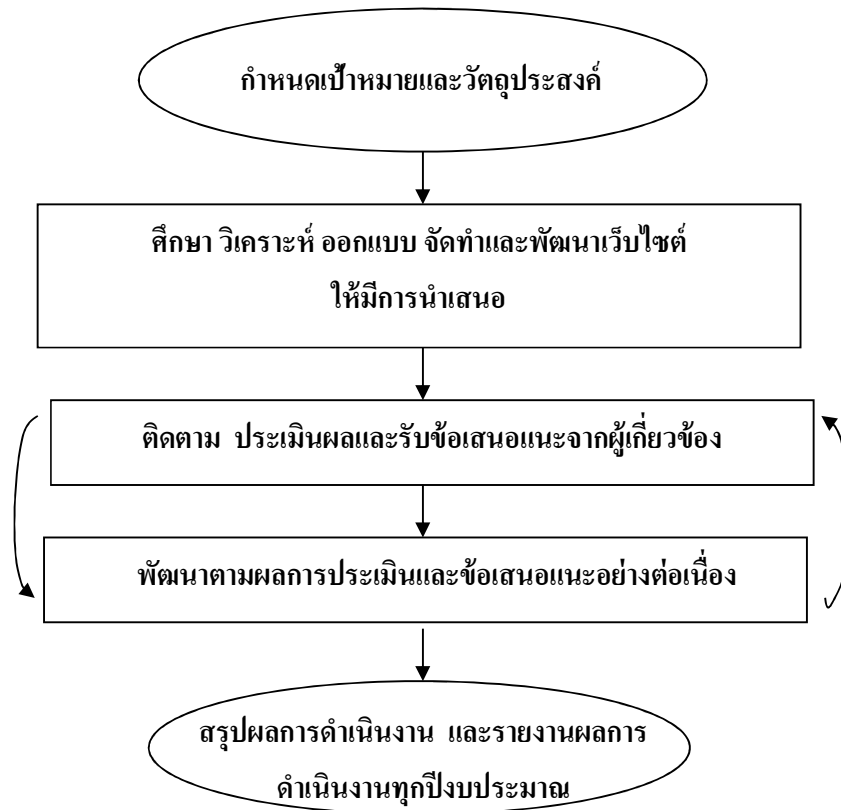 กำหนดเป้าหมายและวัตถุประสงค์
ศึกษา วิเคราะห์ ออกแบบ จัดทำและพัฒนาเว็บไซต์
ให้มีการนำเสนอ
ติดตาม ประเมินผลและรับข้อเสนอแนะจากผู้เกี่ยวข้อง
พัฒนาตามผลการประเมินและข้อเสนอแนะอย่างต่อเนื่อง
สรุปผลการดำเนินงาน และรายงานผลการ
ดำเนินงานทุกปีงบประมาณ